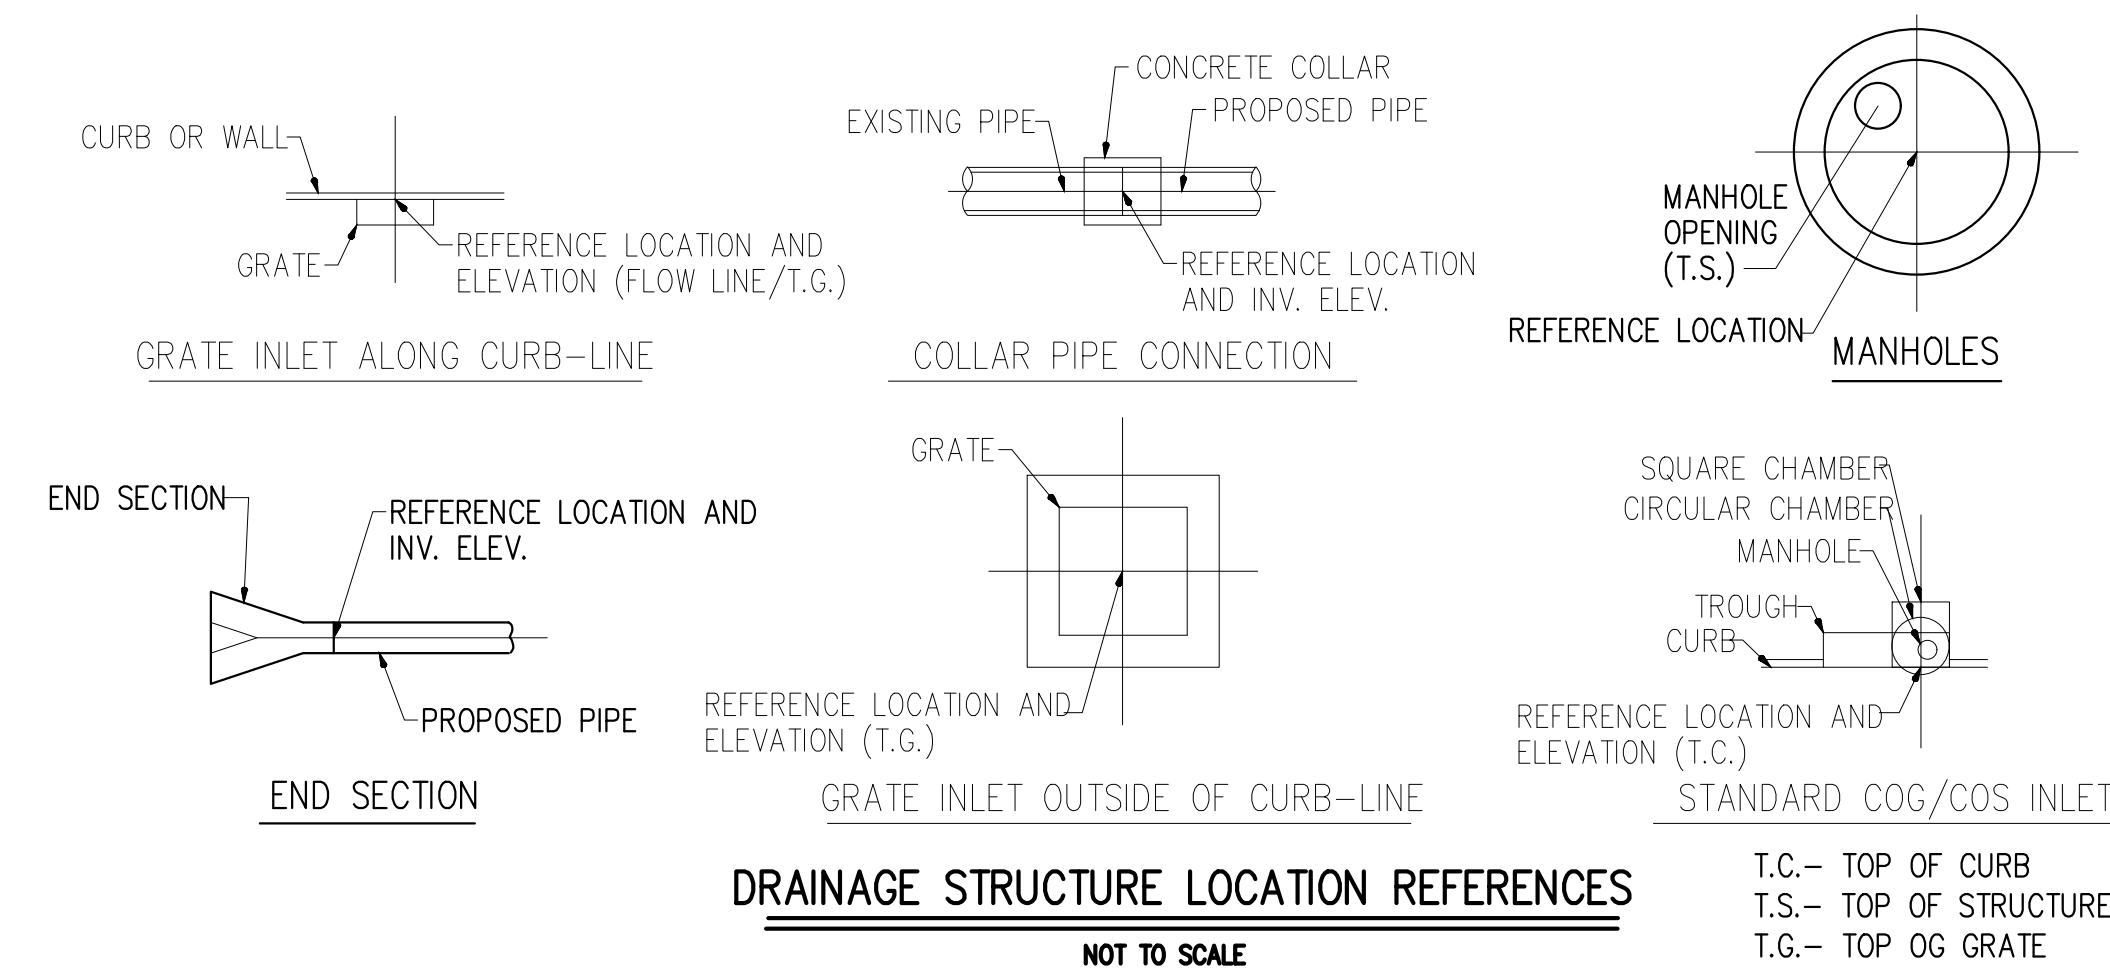 CURB OR WALL
GRATE
REFERENCE LOCATION AND
ELEVATION (FLOW LINE/T.G.)
GRATE INLET ALONG CURB-LINE
CONCRETE COLLAR
EXISTING PIPE
PROPOSED PIPE
REFERENCE LOCATION
AND INV. ELEV.
COLLAR PIPE CONNECTION
MANHOLE
OPENING
(T.S.)
REFERENCE LOCATION
MANHOLES
END SECTION
REFERENCE LOCATION AND
INV. ELEV.
PROPOSED PIPE
END SECTION
GRATE
REFERENCE LOCATION AND
ELEVATION (T.G.)
GRATE INLET OUTSIDE OF CURB-LINE
SQUARE CHAMBER
CIRCULAR CHAMBER
MANHOLE
TROUGH
CURB
REFERENCE LOCATION AND
ELEVATION (T.C.)
STANDARD COG/COS INLET
DRAINAGE STRUCTURE LOCATION REFERENCES
NOT TO SCALE
T.C.- TOP OF CURB
T.S.- TOP OF STRUCTURE
T.G.- TOP OG GRATE